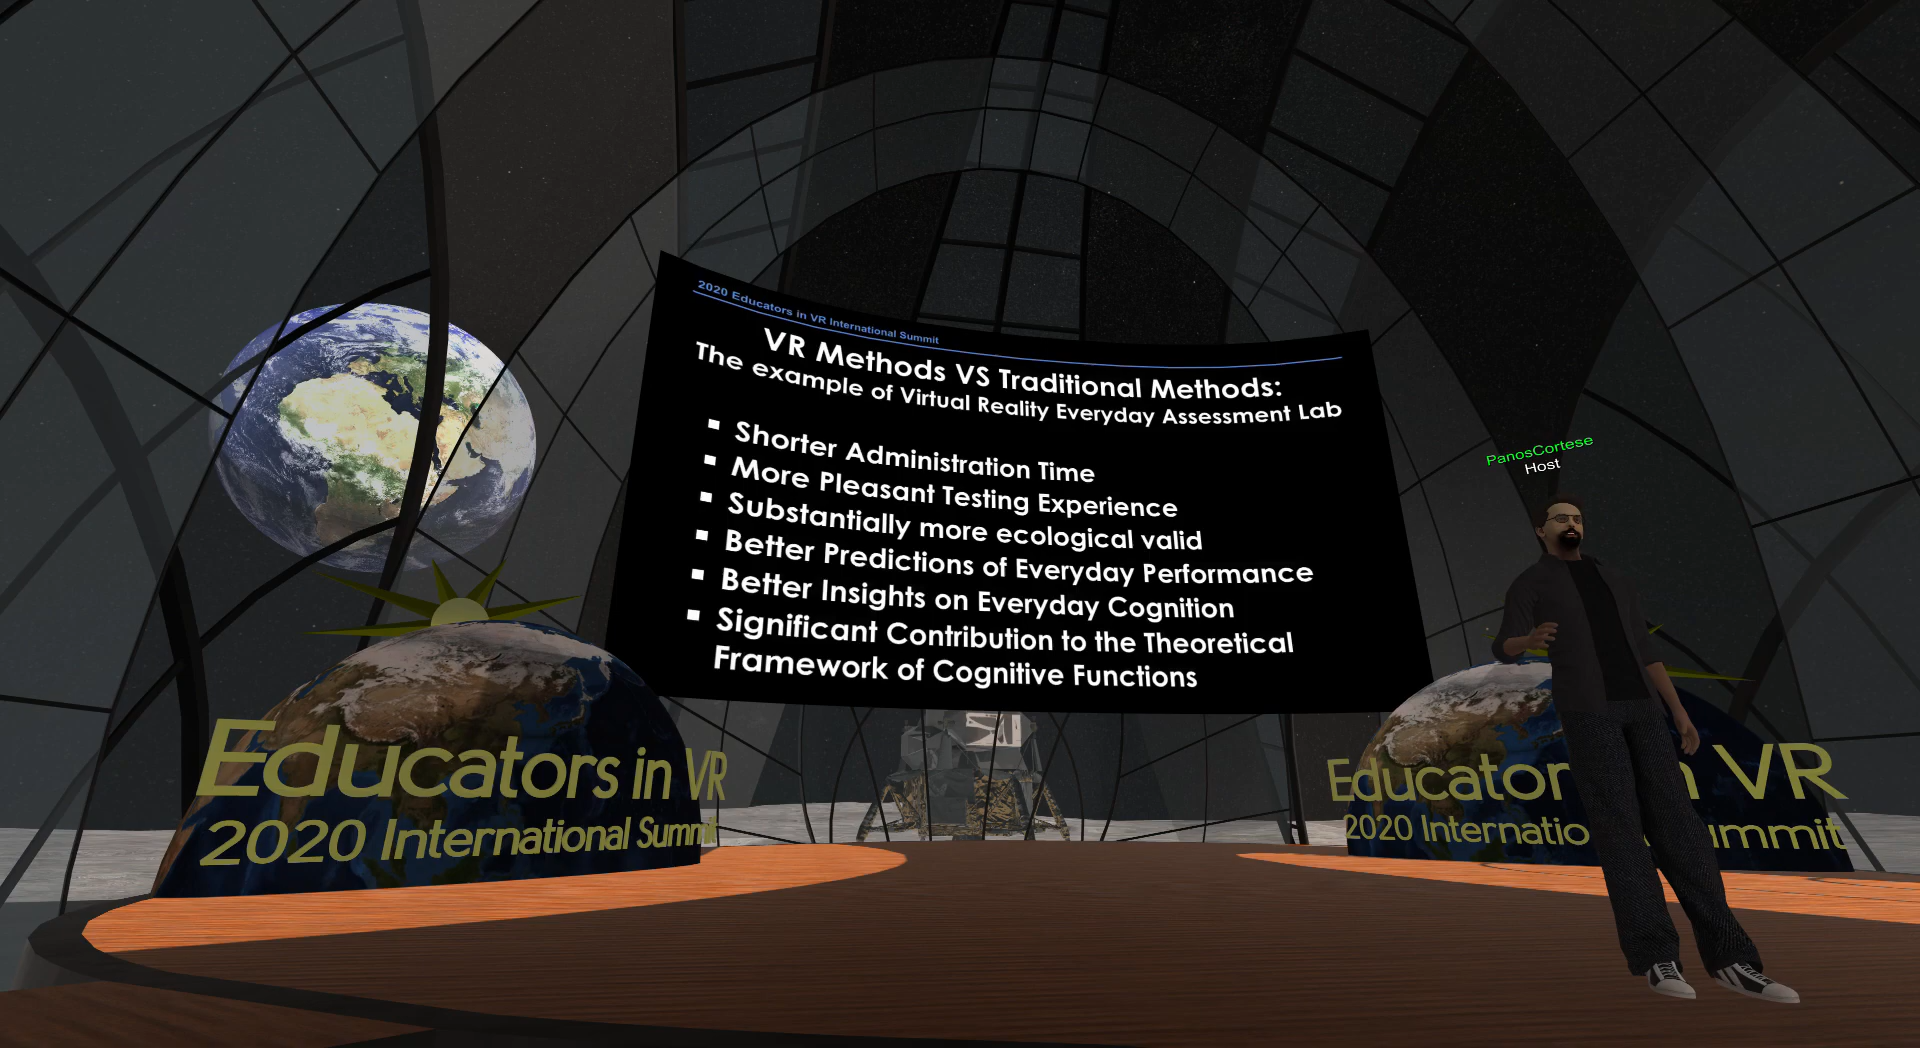 2020 Educators in VR International Summit
VR Methods VS Traditional Methods:
The example of Virtual Reality Everyday Assessment Lab
▪ Shorter Administration Time
▪ More Pleasant Testing Experience
▪ Substantially more ecological valid
▪ Better Predictions of Everyday Performance
▪ Better Insights on Everyday Cognition
▪ Significant Contribution to the Theoretical
Framework of Cognitive Functions
PanosCortese
Host
Educators in VR
2020 International Summit
Educator n VR
2020 Internatio ummit